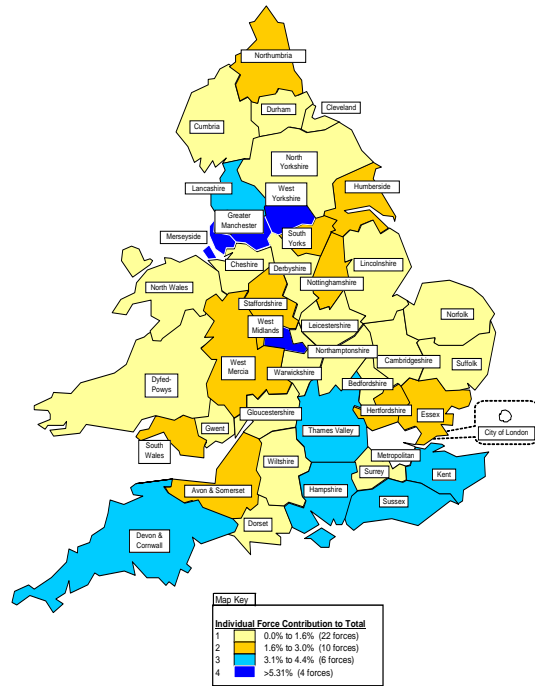 Northumbria
Durham
Cleveland
Cumbria
North
Yorkshire
Lancashire
West
Yorkshire
Humberside
Greater
Manchester
Merseyside
South
Yorks
Cheshire
Derbyshire
Lincolnshire
North Wales
Nottinghamshire
Staffordshire
Norfolk
West
Midlands
Leicestershire
Northamptonshire
West
Mercia
Cambridgeshire
Suffolk
Warwickshire
Dyfed-
Powys
Bedfordshire
Hertfordshire
Essex
Gloucestershire
Gwent
Thames Valley
City of London
South
Wales
Metropolitan
Wiltshire
Surrey
Kent
Avon & Somerset
Hampshire
Sussex
Dorset
Devon &
Cornwall
Map Key
Individual Force Contribution to Total
1 0.0% to 1.6% (22 forces)
2 1.6% to 3.0% (10 forces)
3 3.1% to 4.4% (6 forces)
4 >5.31% (4 forces)